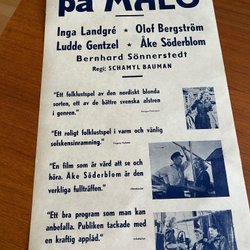 på MALÖ
Inga Landgré ★ Olof Bergström
Ludde Gentzel ★ Åke Söderblom
Bernhard Sönnerstedt
Regi: SCHAMYL BAUMAN
"Ett folklustspel av den nordiskt blonda
sorten, ett av de bättre svenska alstren
i genren."
"Ett roligt folklustspel i varm och vänlig
solskensinramning."
"En film som är värd att se och
höra. Åke Söderblom är den
verkliga fullträffen."
"Ett bra program som man kan
anbefalla. Publiken tackade med
en kraftig applåd."